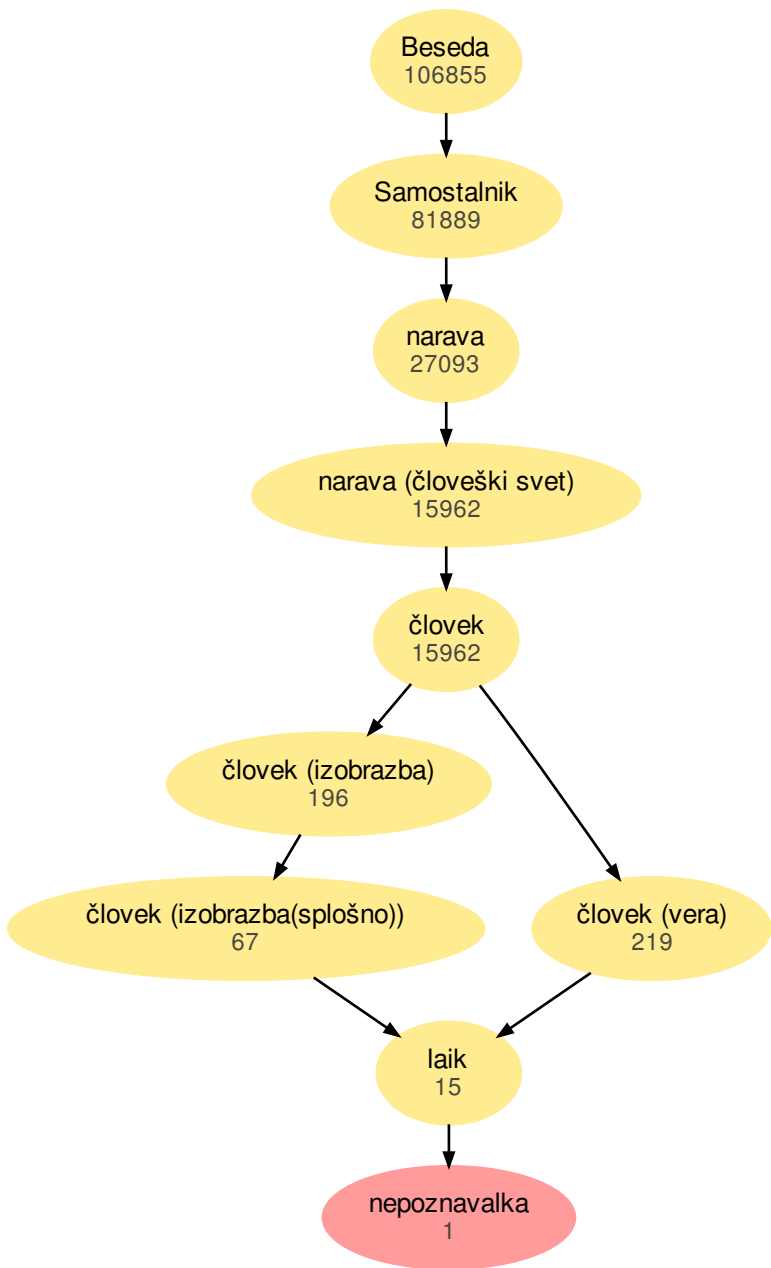 Beseda
106855
Samostalnik
81889
narava
27093
narava (človeški svet)
15962
človek
15962
človek (izobrazba)
196
človek (izobrazba(splošno))
67
človek (vera)
219
laik
15
nepoznavalka
1